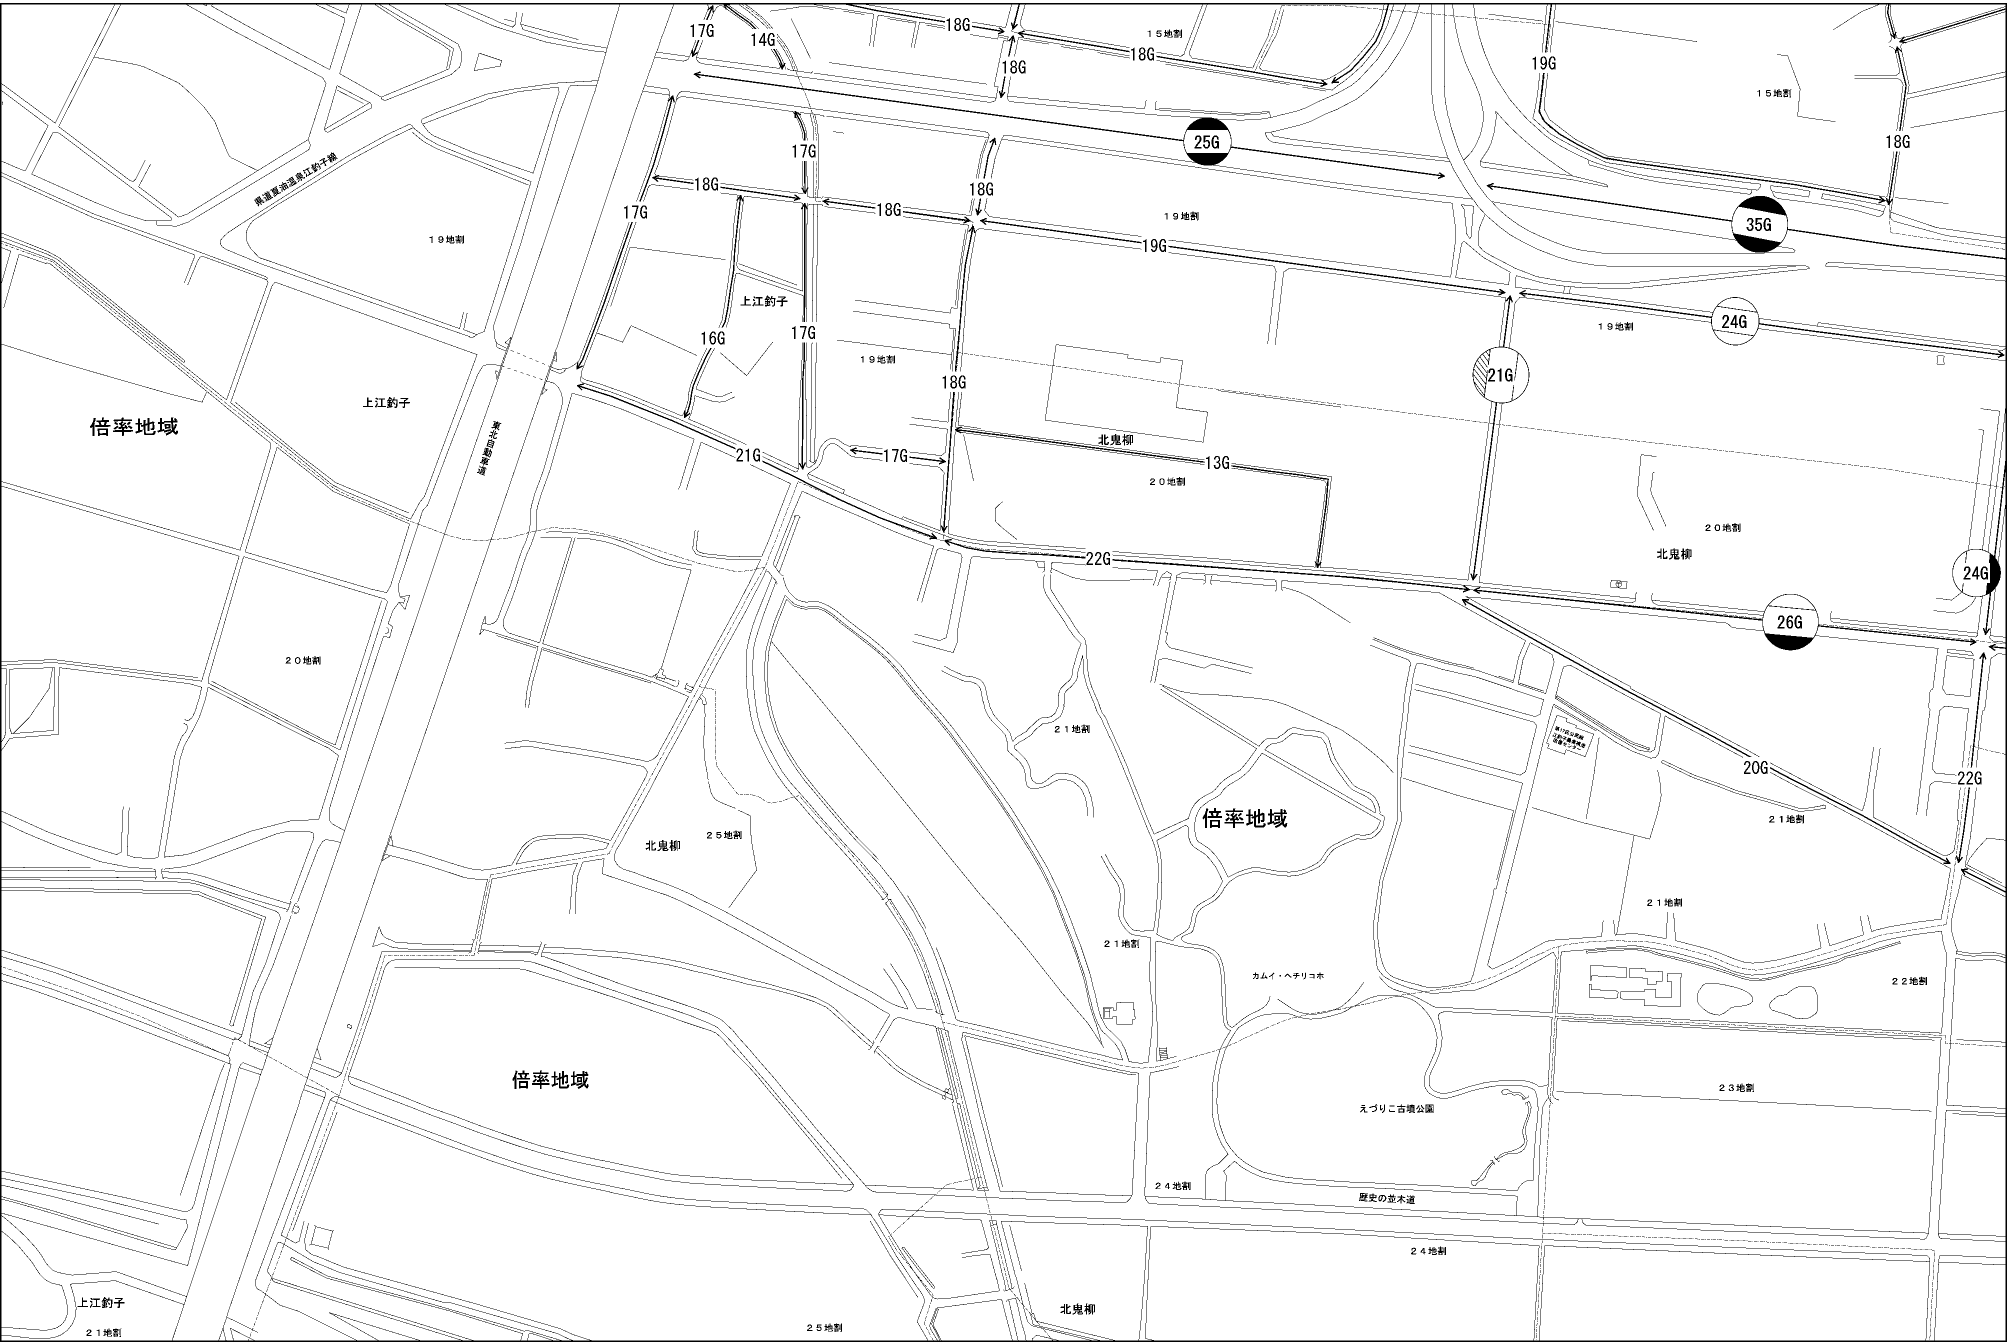 18G
17G
14G
15地割
18G
18G
19G
15地割
25G
18G
17G
県道夏油温泉江釣子線
18G
18G
17G
18G
19地割
35G
19地割
19G
上江釣子
24G
19地割
17G
16G
19地割
21G
18G
上江釣子
倍率地域
東北自動車道
北鬼柳
21G
17G
13G
20地割
20地割
北鬼柳
22G
24G
26G
20地割
21地割
20G
22G
倍率地域
21地割
25地割
北鬼柳
21地割
21地割
カムイ・ヘチリコホ
22地割
倍率地域
23地割
えづりこ古墳公園
24地割
歴史の並木道
24地割
上江釣子
21地割
25地割
北鬼柳